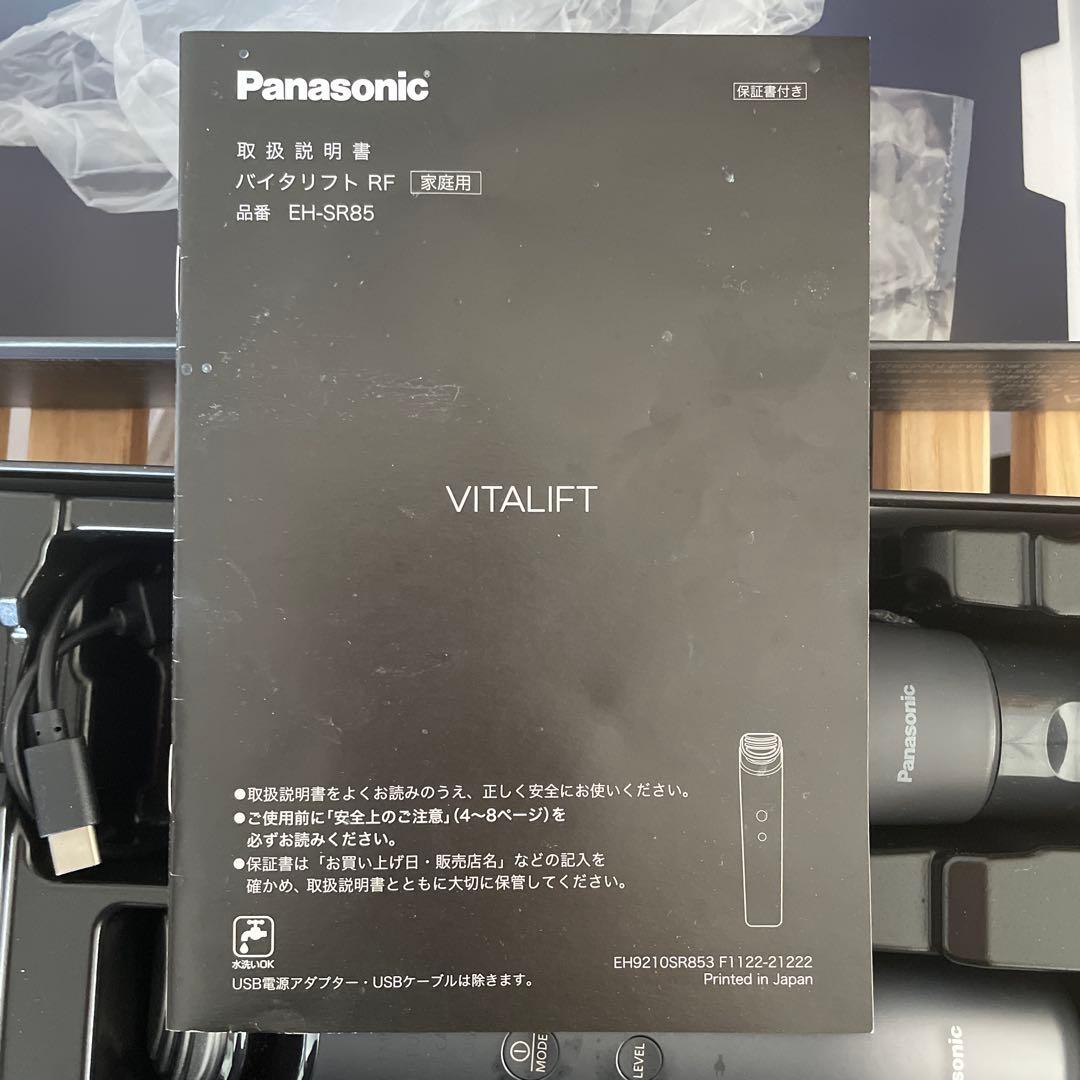 Panasonic®
保証書付き
取扱説明書
バイタリフト RF 家庭用
品番 EH-SR85
VITALIFT
Panasonic
●取扱説明書をよくお読みのうえ、正しく安全にお使いください。
●ご使用前に「安全上のご注意」(4〜8ページ)を
必ずお読みください。
●保証書は「お買い上げ日・販売店名」などの記入を
確かめ、取扱説明書とともに大切に保管してください。
水洗いOK
USB電源アダプター・USBケーブルは除きます。
EH9210SR853 F1122-21222
Printed in Japan
MODE
LEVEL
sonic